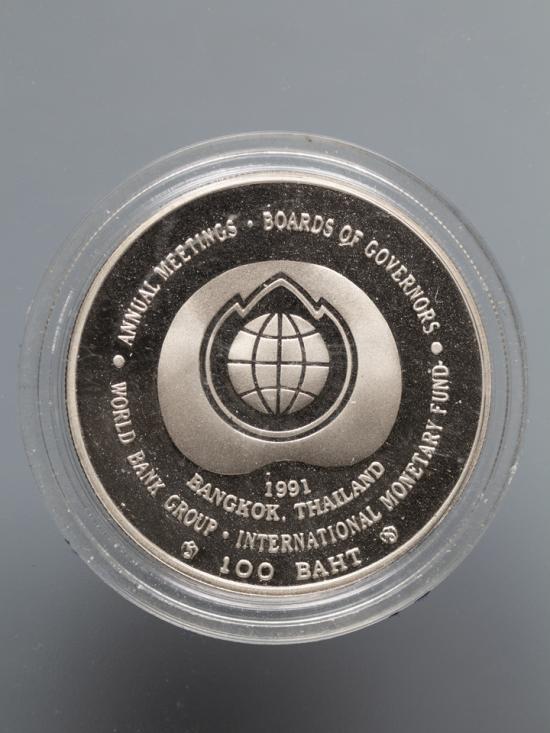 ANNUAL MEETINGS · BOARDS OF GOVERNORS
WORLD BANK GROUP · INTERNATIONAL MONETARY FUND
1991
BANGKOK, THAILAND
100 BAHT